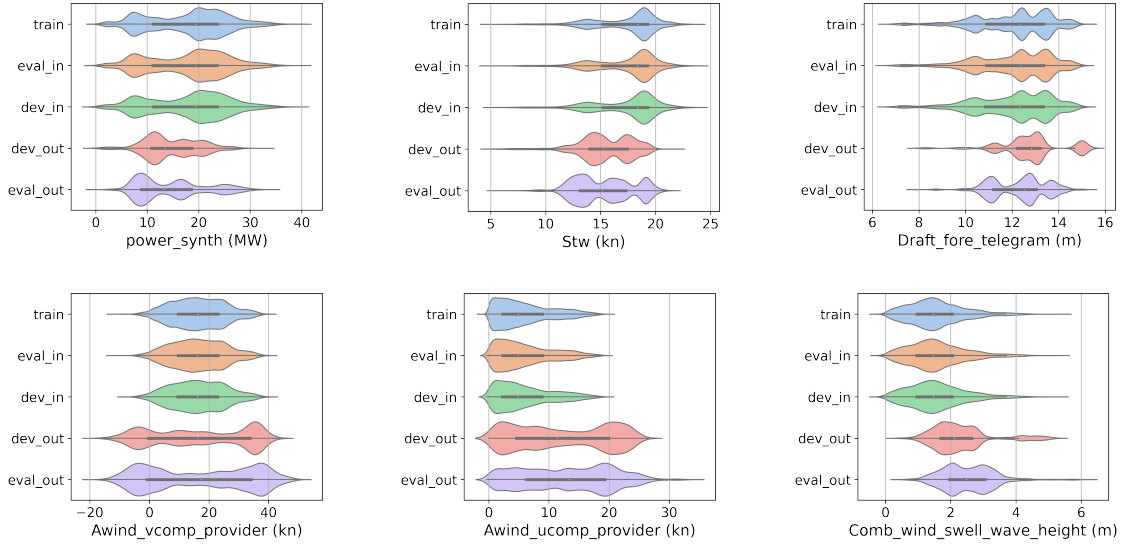 train
eval_in
dev_in
dev_out
eval_out
0 10 20 30 40
power_synth (MW)
train
eval_in
dev_in
dev_out
eval_out
5 10 15 20 25
Stw (kn)
train
eval_in
dev_in
dev_out
eval_out
6 8 10 12 14 16
Draft_fore_telegram (m)
train
eval_in
dev_in
dev_out
eval_out
−20 0 20 40
Awind_vcomp_provider (kn)
train
eval_in
dev_in
dev_out
eval_out
0 10 20 30
Awind_ucomp_provider (kn)
train
eval_in
dev_in
dev_out
eval_out
0 2 4 6
Comb_wind_swell_wave_height (m)